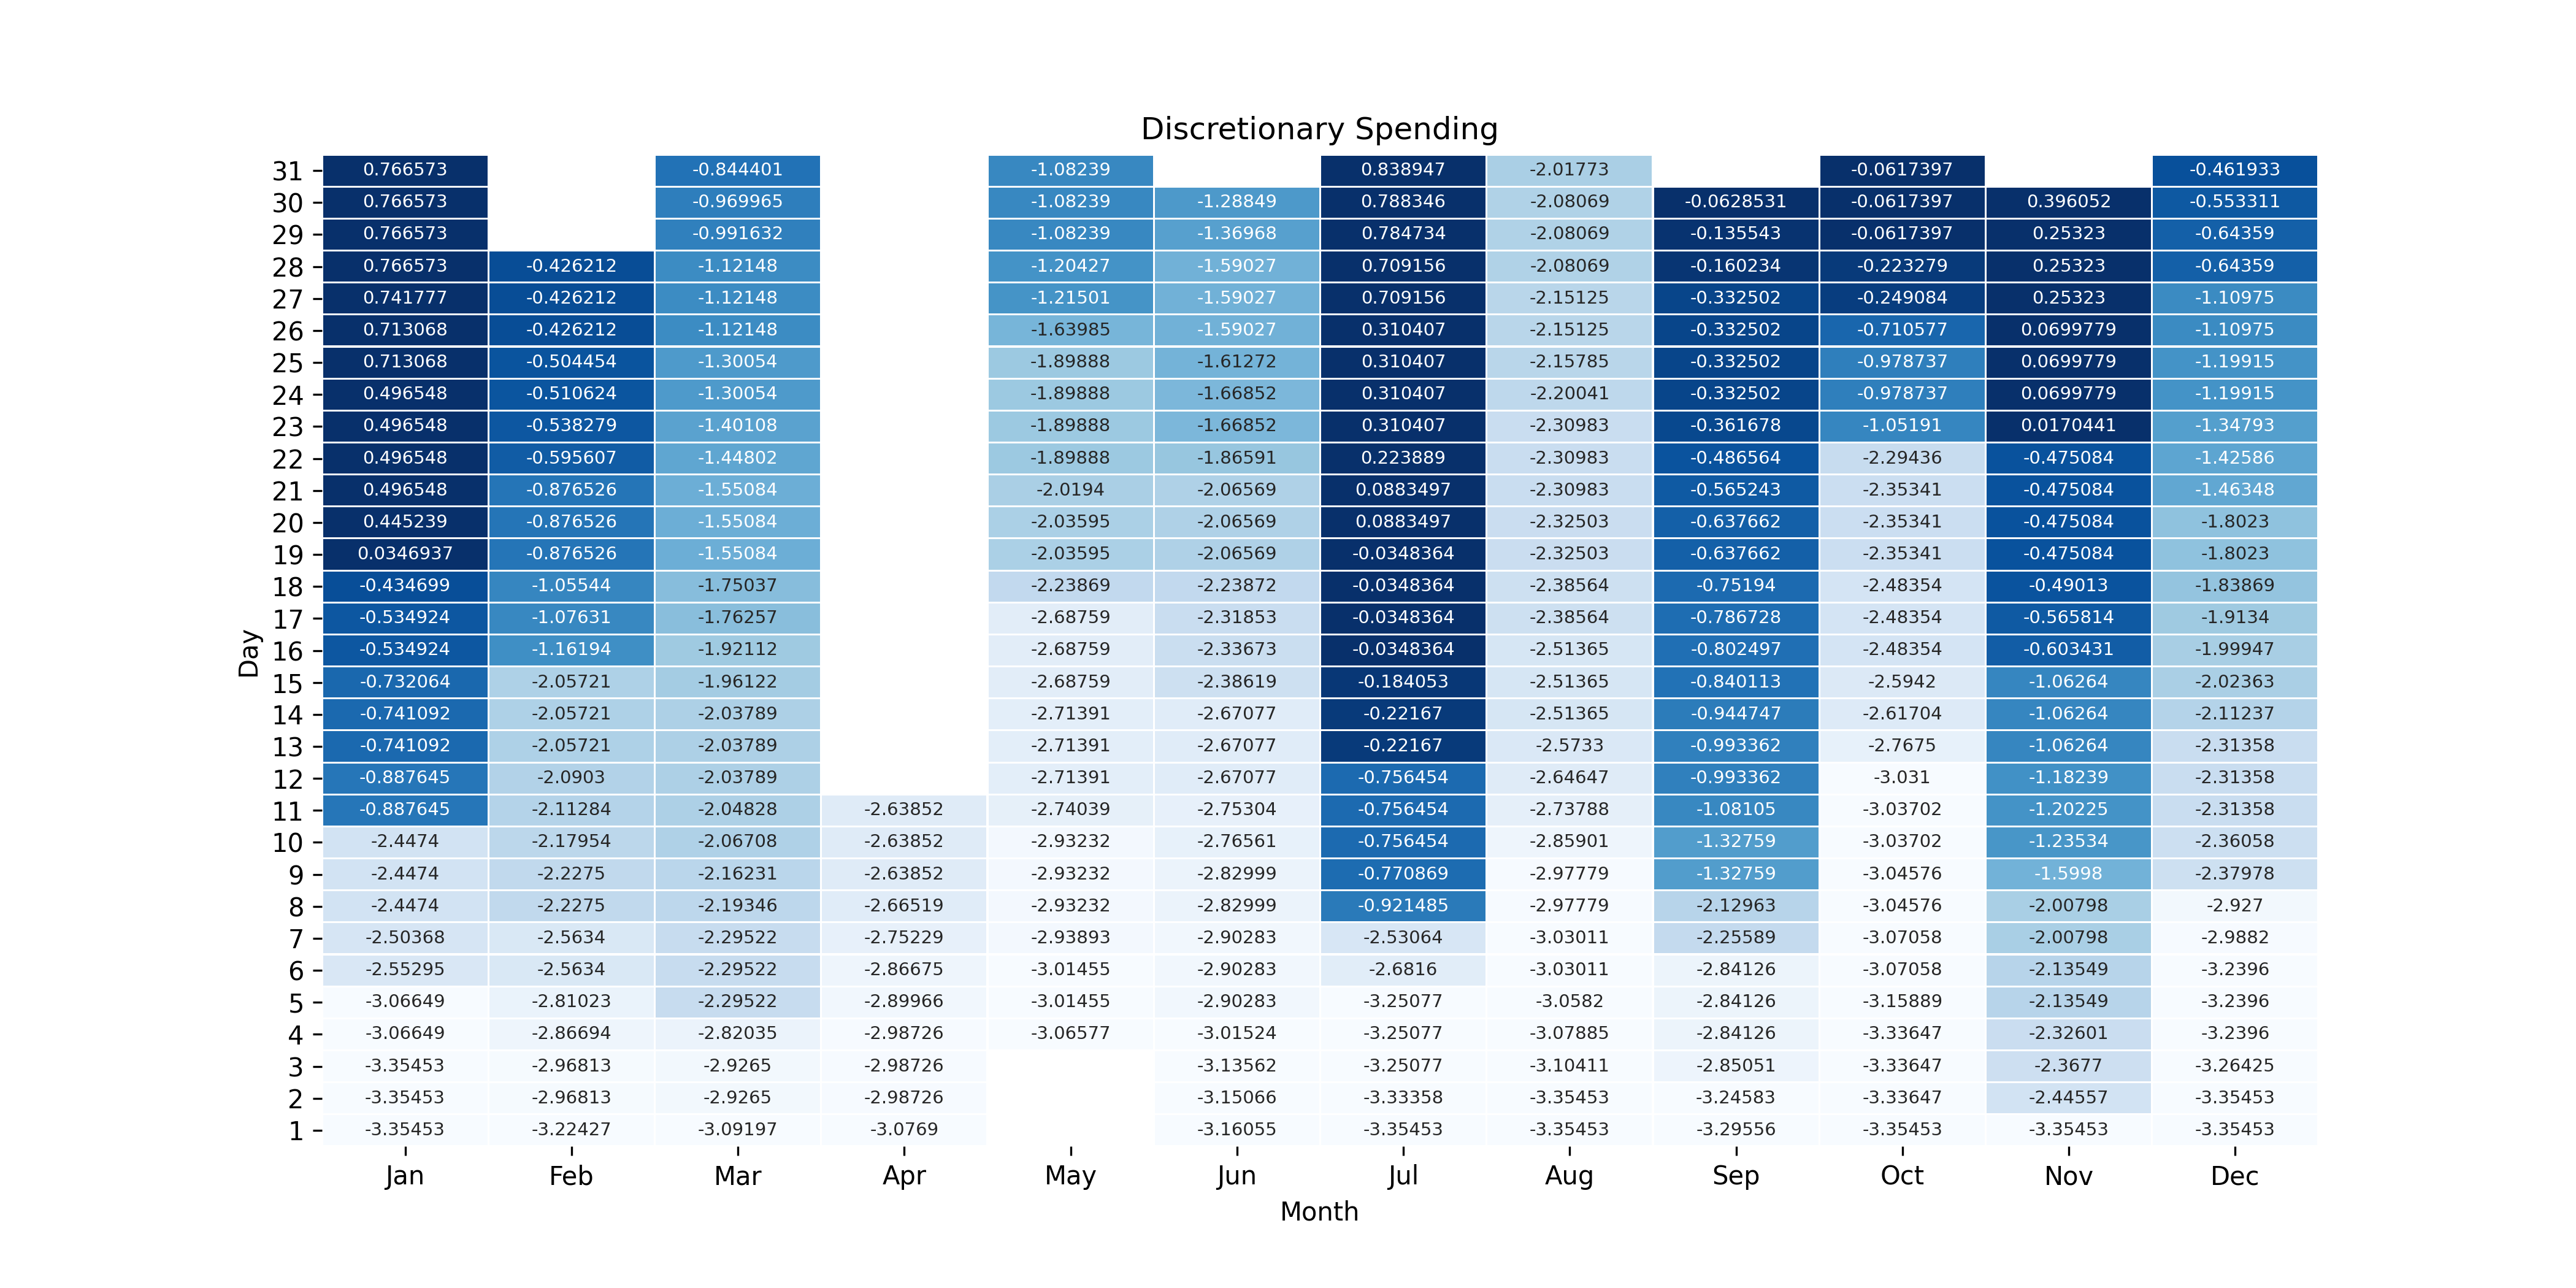 Discretionary Spending
31 0.766573 -0.844401 -1.08239 0.838947 -2.01773 -0.0617397 -0.461933
30 0.766573 -0.969965 -1.08239 -1.28849 0.788346 -2.08069 -0.0628531 -0.0617397 0.396052 -0.553311
29 0.766573 -0.991632 -1.08239 -1.36968 0.784734 -2.08069 -0.135543 -0.0617397 0.25323 -0.64359
28 0.766573 -0.426212 -1.12148 -1.20427 -1.59027 0.709156 -2.08069 -0.160234 -0.223279 0.25323 -0.64359
27 0.741777 -0.426212 -1.12148 -1.21501 -1.59027 0.709156 -2.15125 -0.332502 -0.249084 0.25323 -1.10975
26 0.713068 -0.426212 -1.12148 -1.63985 -1.59027 0.310407 -2.15125 -0.332502 -0.710577 0.0699779 -1.10975
25 0.713068 -0.504454 -1.30054 -1.89888 -1.61272 0.310407 -2.15785 -0.332502 -0.978737 0.0699779 -1.19915
24 0.496548 -0.510624 -1.30054 -1.89888 -1.66852 0.310407 -2.20041 -0.332502 -0.978737 0.0699779 -1.19915
23 0.496548 -0.538279 -1.40108 -1.89888 -1.66852 0.310407 -2.30983 -0.361678 -1.05191 0.0170441 -1.34793
22 0.496548 -0.595607 -1.44802 -1.89888 -1.86591 0.223889 -2.30983 -0.486564 -2.29436 -0.475084 -1.42586
21 0.496548 -0.876526 -1.55084 -2.0194 -2.06569 0.0883497 -2.30983 -0.565243 -2.35341 -0.475084 -1.46348
20 0.445239 -0.876526 -1.55084 -2.03595 -2.06569 0.0883497 -2.32503 -0.637662 -2.35341 -0.475084 -1.8023
19 0.0346937 -0.876526 -1.55084 -2.03595 -2.06569 -0.0348364 -2.32503 -0.637662 -2.35341 -0.475084 -1.8023
18 -0.434699 -1.05544 -1.75037 -2.23869 -2.23872 -0.0348364 -2.38564 -0.75194 -2.48354 -0.49013 -1.83869
17 -0.534924 -1.07631 -1.76257 -2.68759 -2.31853 -0.0348364 -2.38564 -0.786728 -2.48354 -0.565814 -1.9134
16 -0.534924 -1.16194 -1.92112 -2.68759 -2.33673 -0.0348364 -2.51365 -0.802497 -2.48354 -0.603431 -1.99947
15 -0.732064 -2.05721 -1.96122 -2.68759 -2.38619 -0.184053 -2.51365 -0.840113 -2.5942 -1.06264 -2.02363
14 -0.741092 -2.05721 -2.03789 -2.71391 -2.67077 -0.22167 -2.51365 -0.944747 -2.61704 -1.06264 -2.11237
13 -0.741092 -2.05721 -2.03789 -2.71391 -2.67077 -0.22167 -2.5733 -0.993362 -2.7675 -1.06264 -2.31358
12 -0.887645 -2.0903 -2.03789 -2.71391 -2.67077 -0.756454 -2.64647 -0.993362 -3.031 -1.18239 -2.31358
11 -0.887645 -2.11284 -2.04828 -2.63852 -2.74039 -2.75304 -0.756454 -2.73788 -1.08105 -3.03702 -1.20225 -2.31358
10 -2.4474 -2.17954 -2.06708 -2.63852 -2.93232 -2.76561 -0.756454 -2.85901 -1.32759 -3.03702 -1.23534 -2.36058
9 -2.4474 -2.2275 -2.16231 -2.63852 -2.93232 -2.82999 -0.770869 -2.97779 -1.32759 -3.04576 -1.5998 -2.37978
8 -2.4474 -2.2275 -2.19346 -2.66519 -2.93232 -2.82999 -0.921485 -2.97779 -2.12963 -3.04576 -2.00798 -2.927
7 -2.50368 -2.5634 -2.29522 -2.75229 -2.93893 -2.90283 -2.53064 -3.03011 -2.25589 -3.07058 -2.00798 -2.9882
6 -2.55295 -2.5634 -2.29522 -2.86675 -3.01455 -2.90283 -2.6816 -3.03011 -2.84126 -3.07058 -2.13549 -3.2396
5 -3.06649 -2.81023 -2.29522 -2.89966 -3.01455 -2.90283 -3.25077 -3.0582 -2.84126 -3.15889 -2.13549 -3.2396
4 -3.06649 -2.86694 -2.82035 -2.98726 -3.06577 -3.01524 -3.25077 -3.07885 -2.84126 -3.33647 -2.32601 -3.2396
3 -3.35453 -2.96813 -2.9265 -2.98726 -3.13562 -3.25077 -3.10411 -2.85051 -3.33647 -2.3677 -3.26425
2 -3.35453 -2.96813 -2.9265 -2.98726 -3.15066 -3.33358 -3.35453 -3.24583 -3.33647 -2.44557 -3.35453
1 -3.35453 -3.22427 -3.09197 -3.0769 -3.16055 -3.35453 -3.35453 -3.29556 -3.35453 -3.35453 -3.35453
Day
Jan Feb Mar Apr May Jun Jul Aug Sep Oct Nov Dec
Month